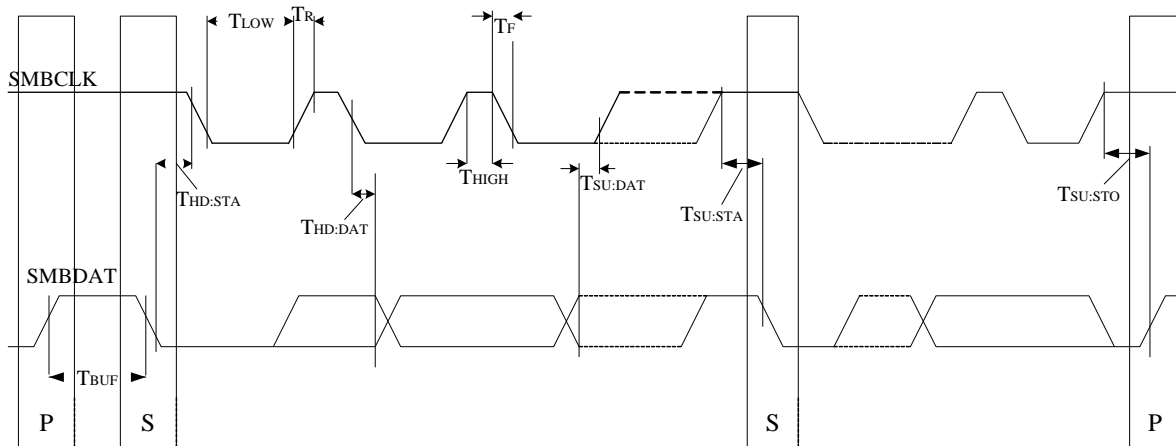 TLOW
TR
TF
SMBCLK
THD:STA
THD:DAT
THIGH
TSU:DAT
TSU:STA
TSU:STO
SMBDAT
TBUF
P
S
S
P